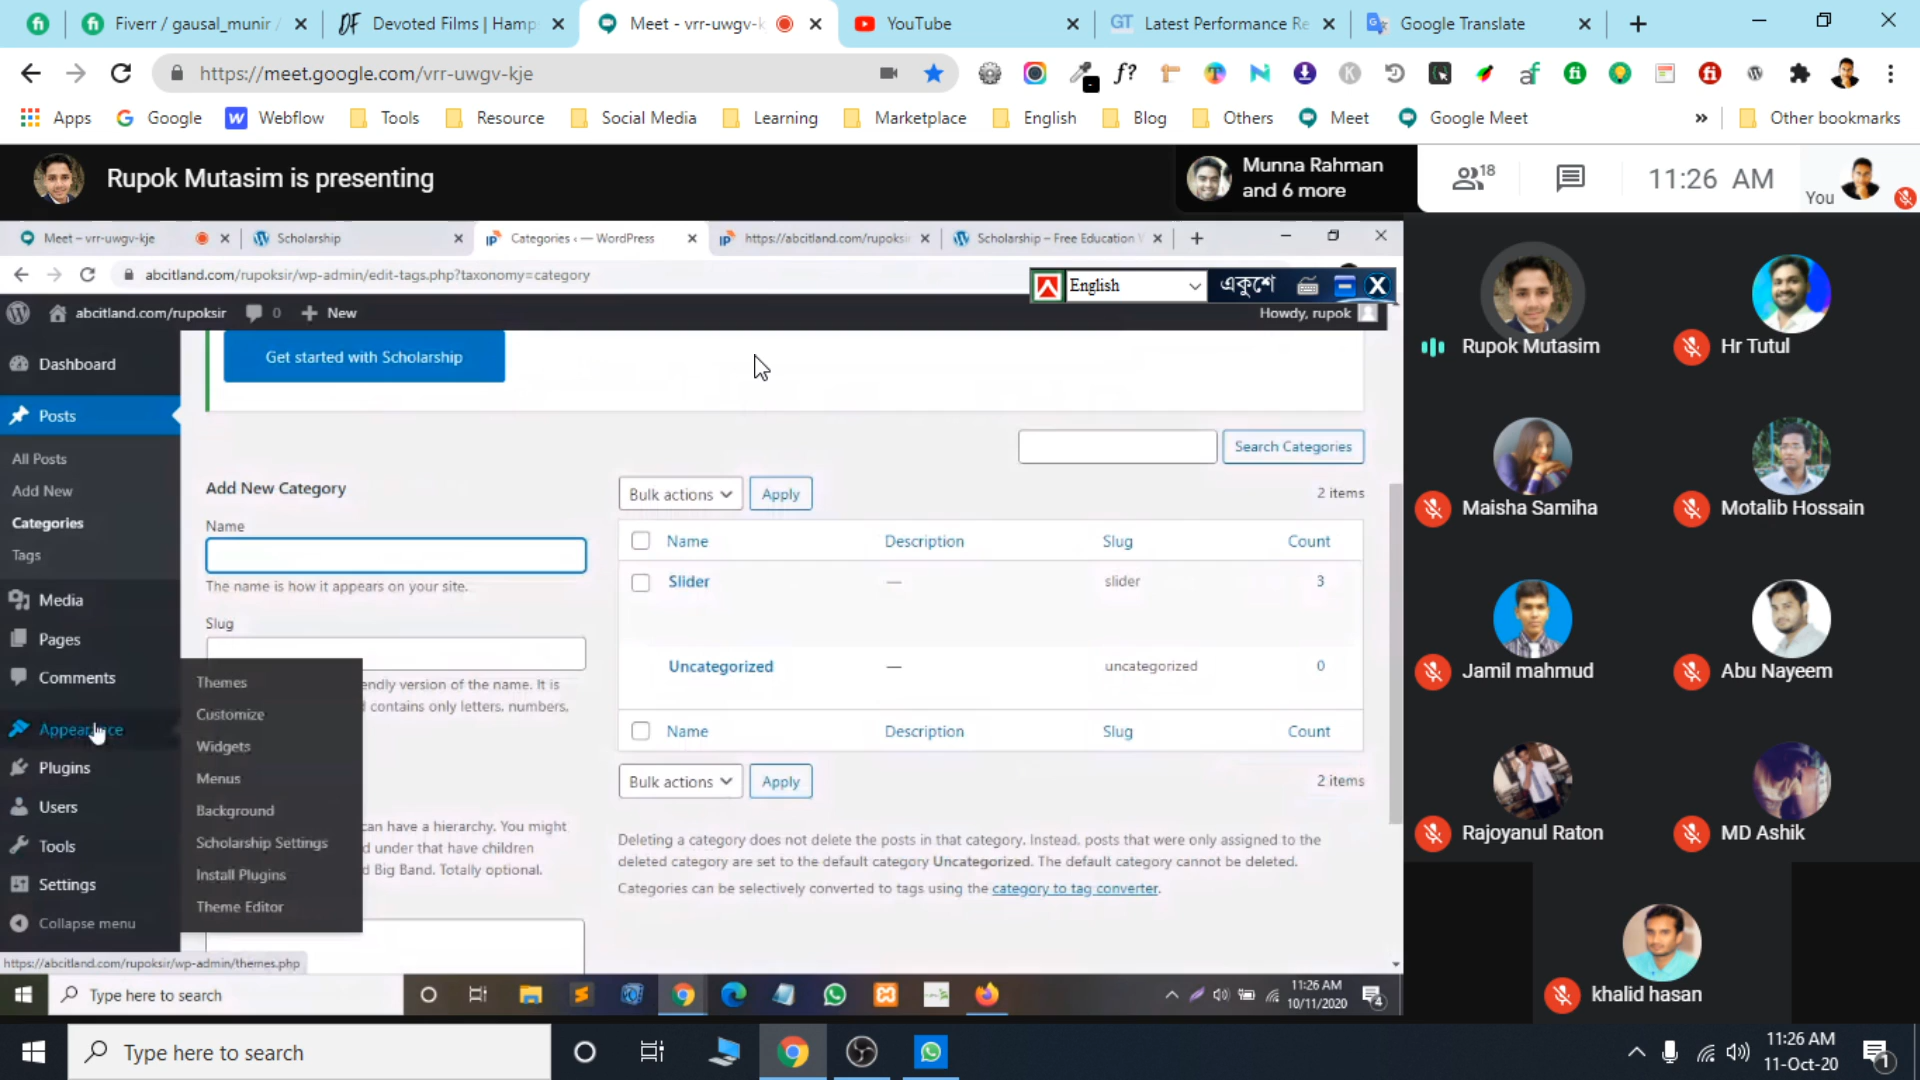 Fiverr / gausal_munir /
Devoted Films | Hamp
Meet - vrr-uwgv-k
YouTube
GT
Latest Performance Re
Google Translate
https://meet.google.com/vrr-uwgv-kje
f?
Apps
Google
Webflow
Tools
Resource
Social Media
Learning
Marketplace
English
Blog
Others
Meet
Google Meet
Other bookmarks
Rupok Mutasim is presenting
Munna Rahman
and 6 more
18
11:26 AM
You
Meet – vrr-uwgv-kje
Scholarship
Categories ‹ — WordPress
https://abcitland.com/rupoksi
Scholarship – Free Education
abcitland.com/rupoksir/wp-admin/edit-tags.php?taxonomy=category
English
একুশে
abcitland.com/rupoksir
0
New
Howdy, rupok
Dashboard
Posts
All Posts
Add New
Categories
Tags
Media
Pages
Comments
Appearance
Plugins
Users
Tools
Settings
Collapse menu
Themes
Customize
Widgets
Menus
Background
Scholarship Settings
Install Plugins
Theme Editor
Get started with Scholarship
Search Categories
Add New Category
Name
The name is how it appears on your site.
Slug
endly version of the name. It is
contains only letters, numbers,
can have a hierarchy. You might
under that have children
d Big Band. Totally optional.
Bulk actions
Apply
2 items
Name Description Slug Count
Slider — slider 3
Uncategorized — uncategorized 0
Name Description Slug Count
Bulk actions
Apply
2 items
Deleting a category does not delete the posts in that category. Instead, posts that were only assigned to the
deleted category are set to the default category Uncategorized. The default category cannot be deleted.
Categories can be selectively converted to tags using the category to tag converter.
https://abcitland.com/rupoksir/wp-admin/themes.php
Type here to search
11:26 AM
10/11/2020
4
Rupok Mutasim
Hr Tutul
Maisha Samiha
Motalib Hossain
Jamil mahmud
Abu Nayeem
Rajoyanul Raton
MD Ashik
khalid hasan
Type here to search
11:26 AM
11-Oct-20
1